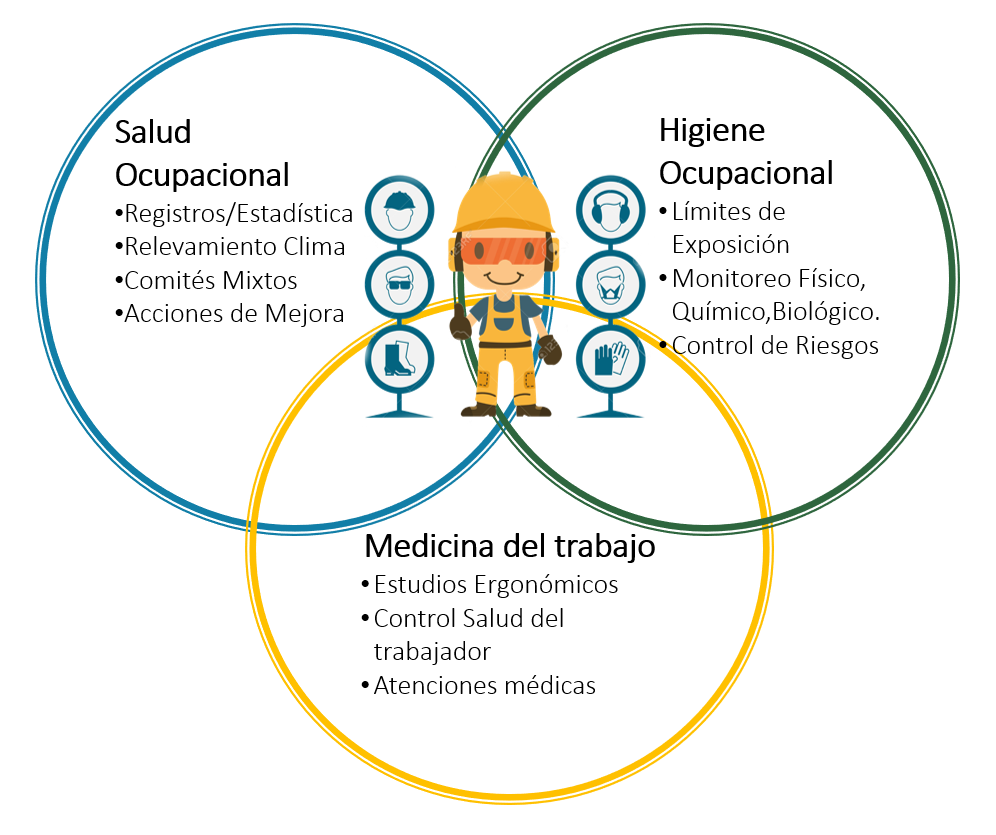 Salud
Ocupacional
•Registros/Estadística
•Relevamiento Clima
•Comités Mixtos
•Acciones de Mejora
Higiene
Ocupacional
• Límites de
Exposición
• Monitoreo Físico,
Químico,Biológico.
• Control de Riesgos
Medicina del trabajo
• Estudios Ergonómicos
• Control Salud del
trabajador
• Atenciones médicas